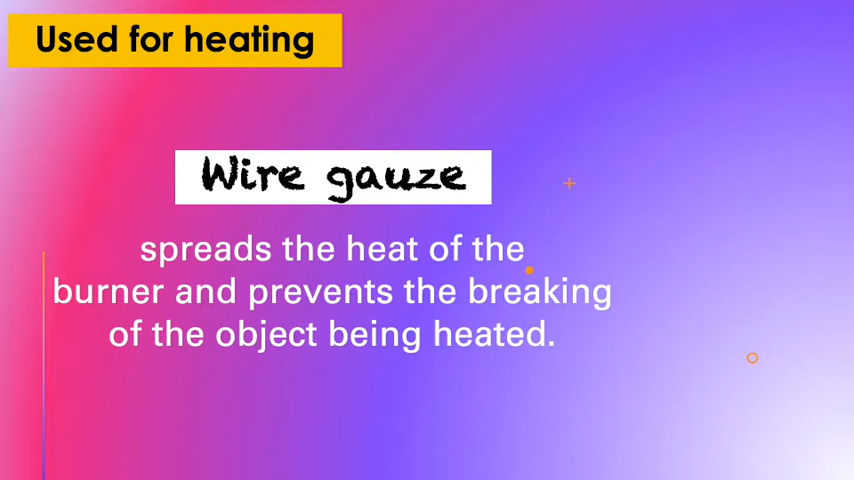 Used for heating
Wire gauze
spreads the heat of the
burner and prevents the breaking
of the object being heated.